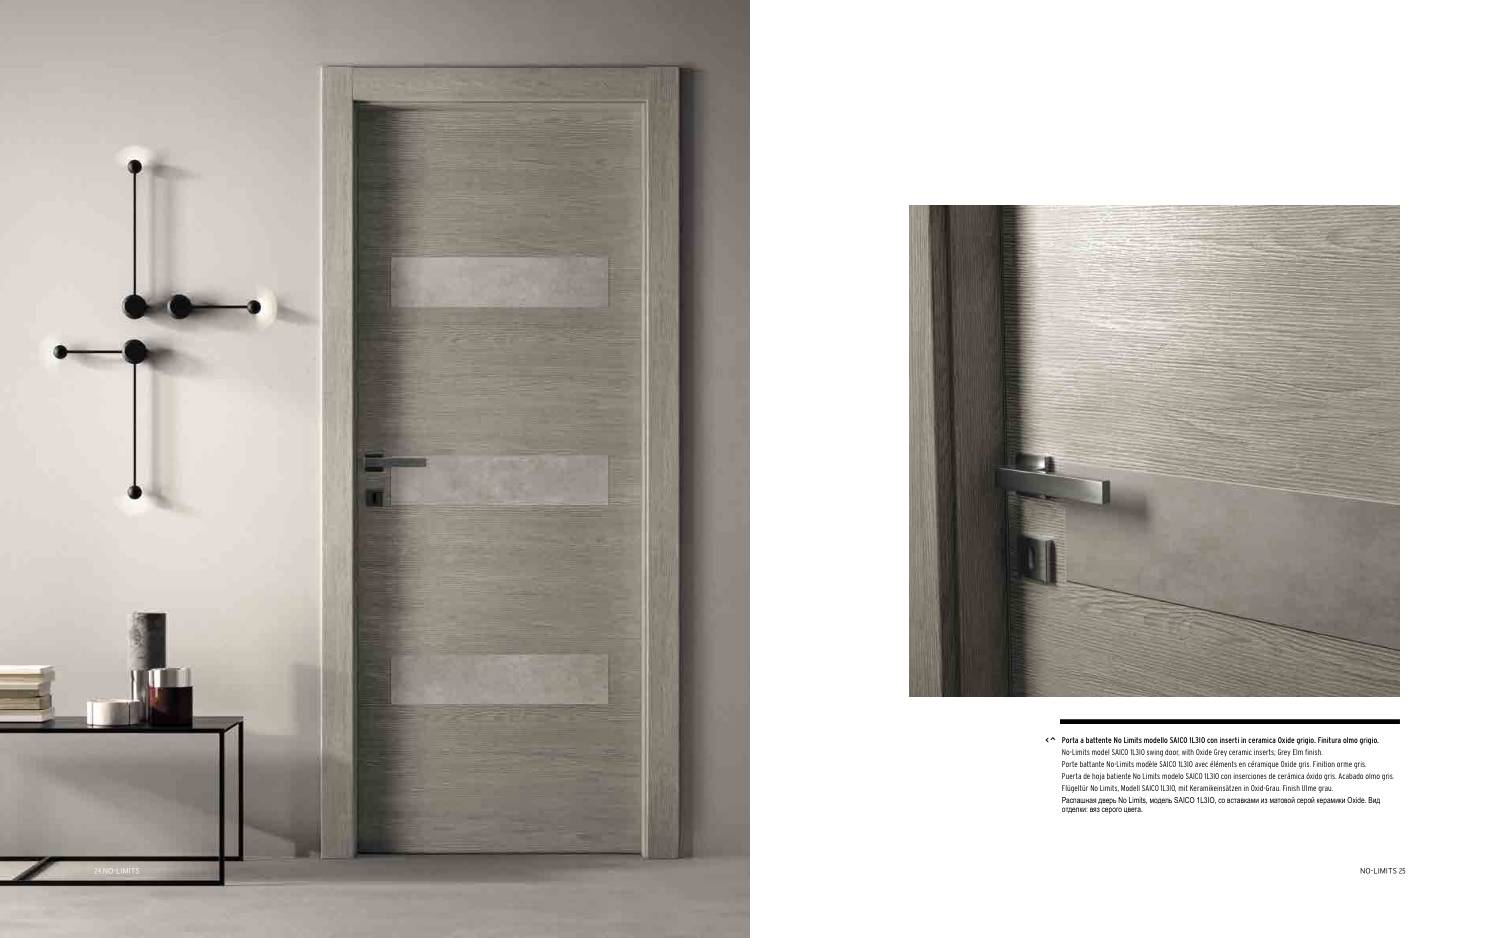 24 NO-LIMITS
<^ Porta a battente No Limits modello SAICO 1L3IO con inserti in ceramica Oxide grigio. Finitura olmo grigio.
No-Limits model SAICO 1L3IO swing door, with Oxide Grey ceramic inserts; Grey Elm finish.
Porte battante No-Limits modèle SAICO 1L3IO avec éléments en céramique Oxide gris. Finition orme gris.
Puerta de hoja batiente No Limits modelo SAICO 1L3IO con inserciones de cerámica óxido gris. Acabado olmo gris.
Flügeltür No Limits, Modell SAICO 1L3IO, mit Keramikeinsätzen in Oxid-Grau. Finish Ulme grau.
Распашная дверь No Limits, модель SAICO 1L3IO, со вставками из матовой серой керамики Oxide. Вид
отделки: вяз серого цвета.
NO-LIMITS 25